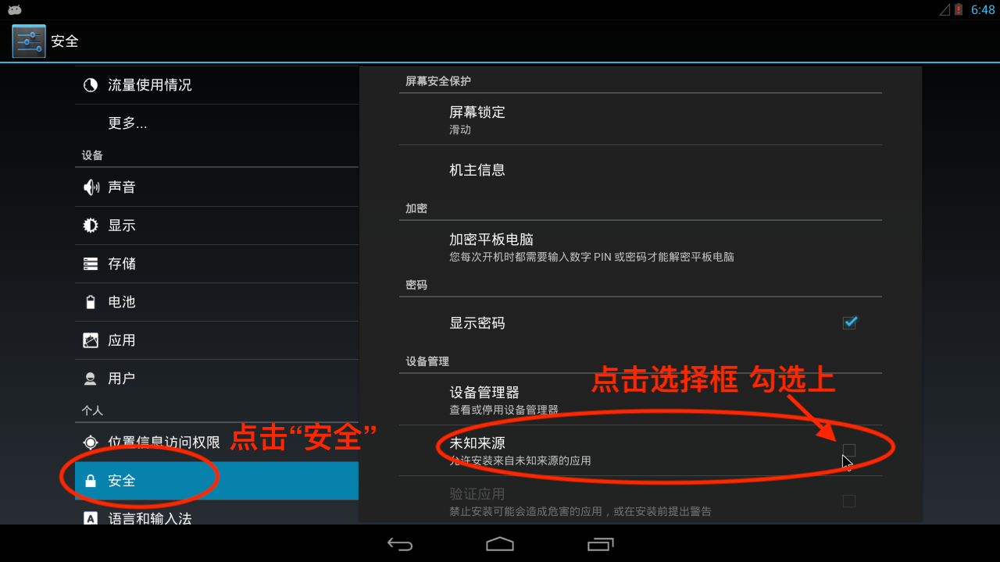 6:48
安全
流量使用情况
更多...
设备
声音
显示
存储
电池
应用
用户
个人
位置信息访问权限
点击“安全”
安全
语言和输入法
屏幕安全保护
屏幕锁定
滑动
机主信息
加密
加密平板电脑
您每次开机时都需要输入数字 PIN 或密码才能解密平板电脑
密码
显示密码
设备管理
点击选择框 勾选上
设备管理器
查看或停用设备管理器
未知来源
允许安装来自未知来源的应用
验证应用
禁止安装可能会造成危害的应用，或在安装前提出警告